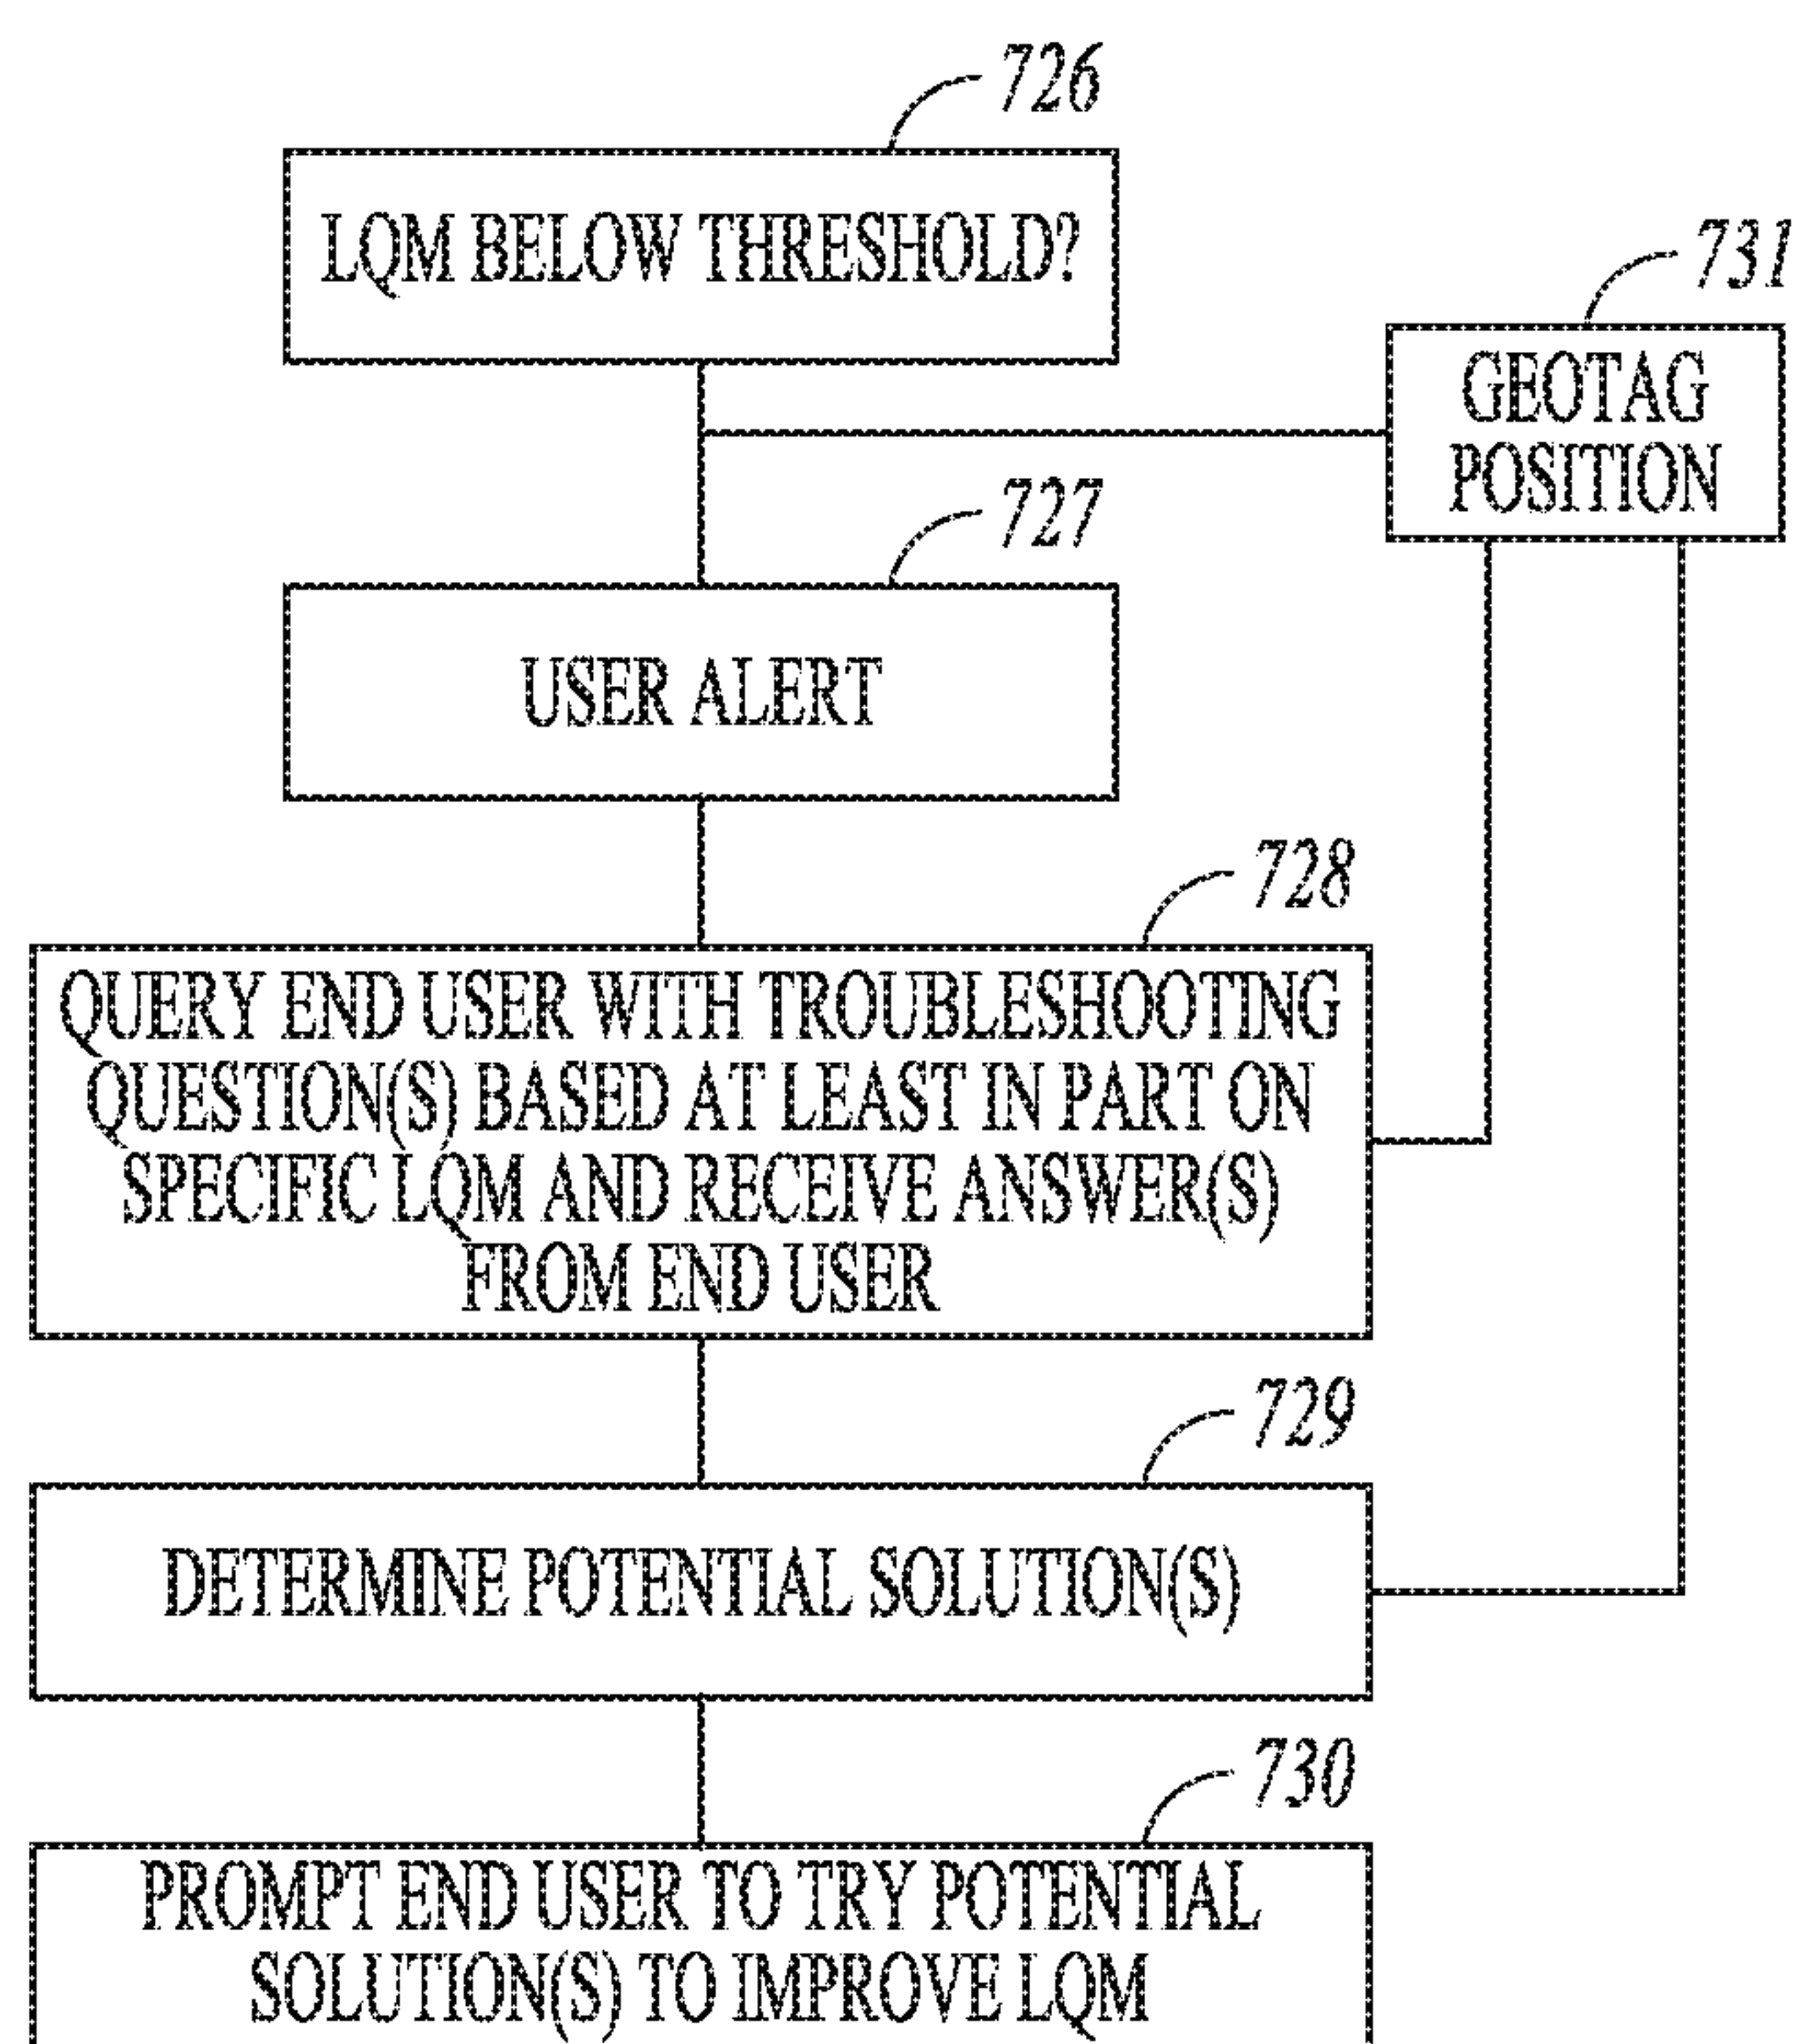 726
LQM BELOW THRESHOLD?
731
GEOTAG
POSITION
727
USER ALERT
728
QUERY END USER WITH TROUBLESHOOTING
QUESTION(S) BASED AT LEAST IN PART ON
SPECIFIC LQM AND RECEIVE ANSWER(S)
FROM END USER
729
DETERMINE POTENTIAL SOLUTION(S)
730
PROMPT END USER TO TRY POTENTIAL
SOLUTION(S) TO IMPROVE LQM